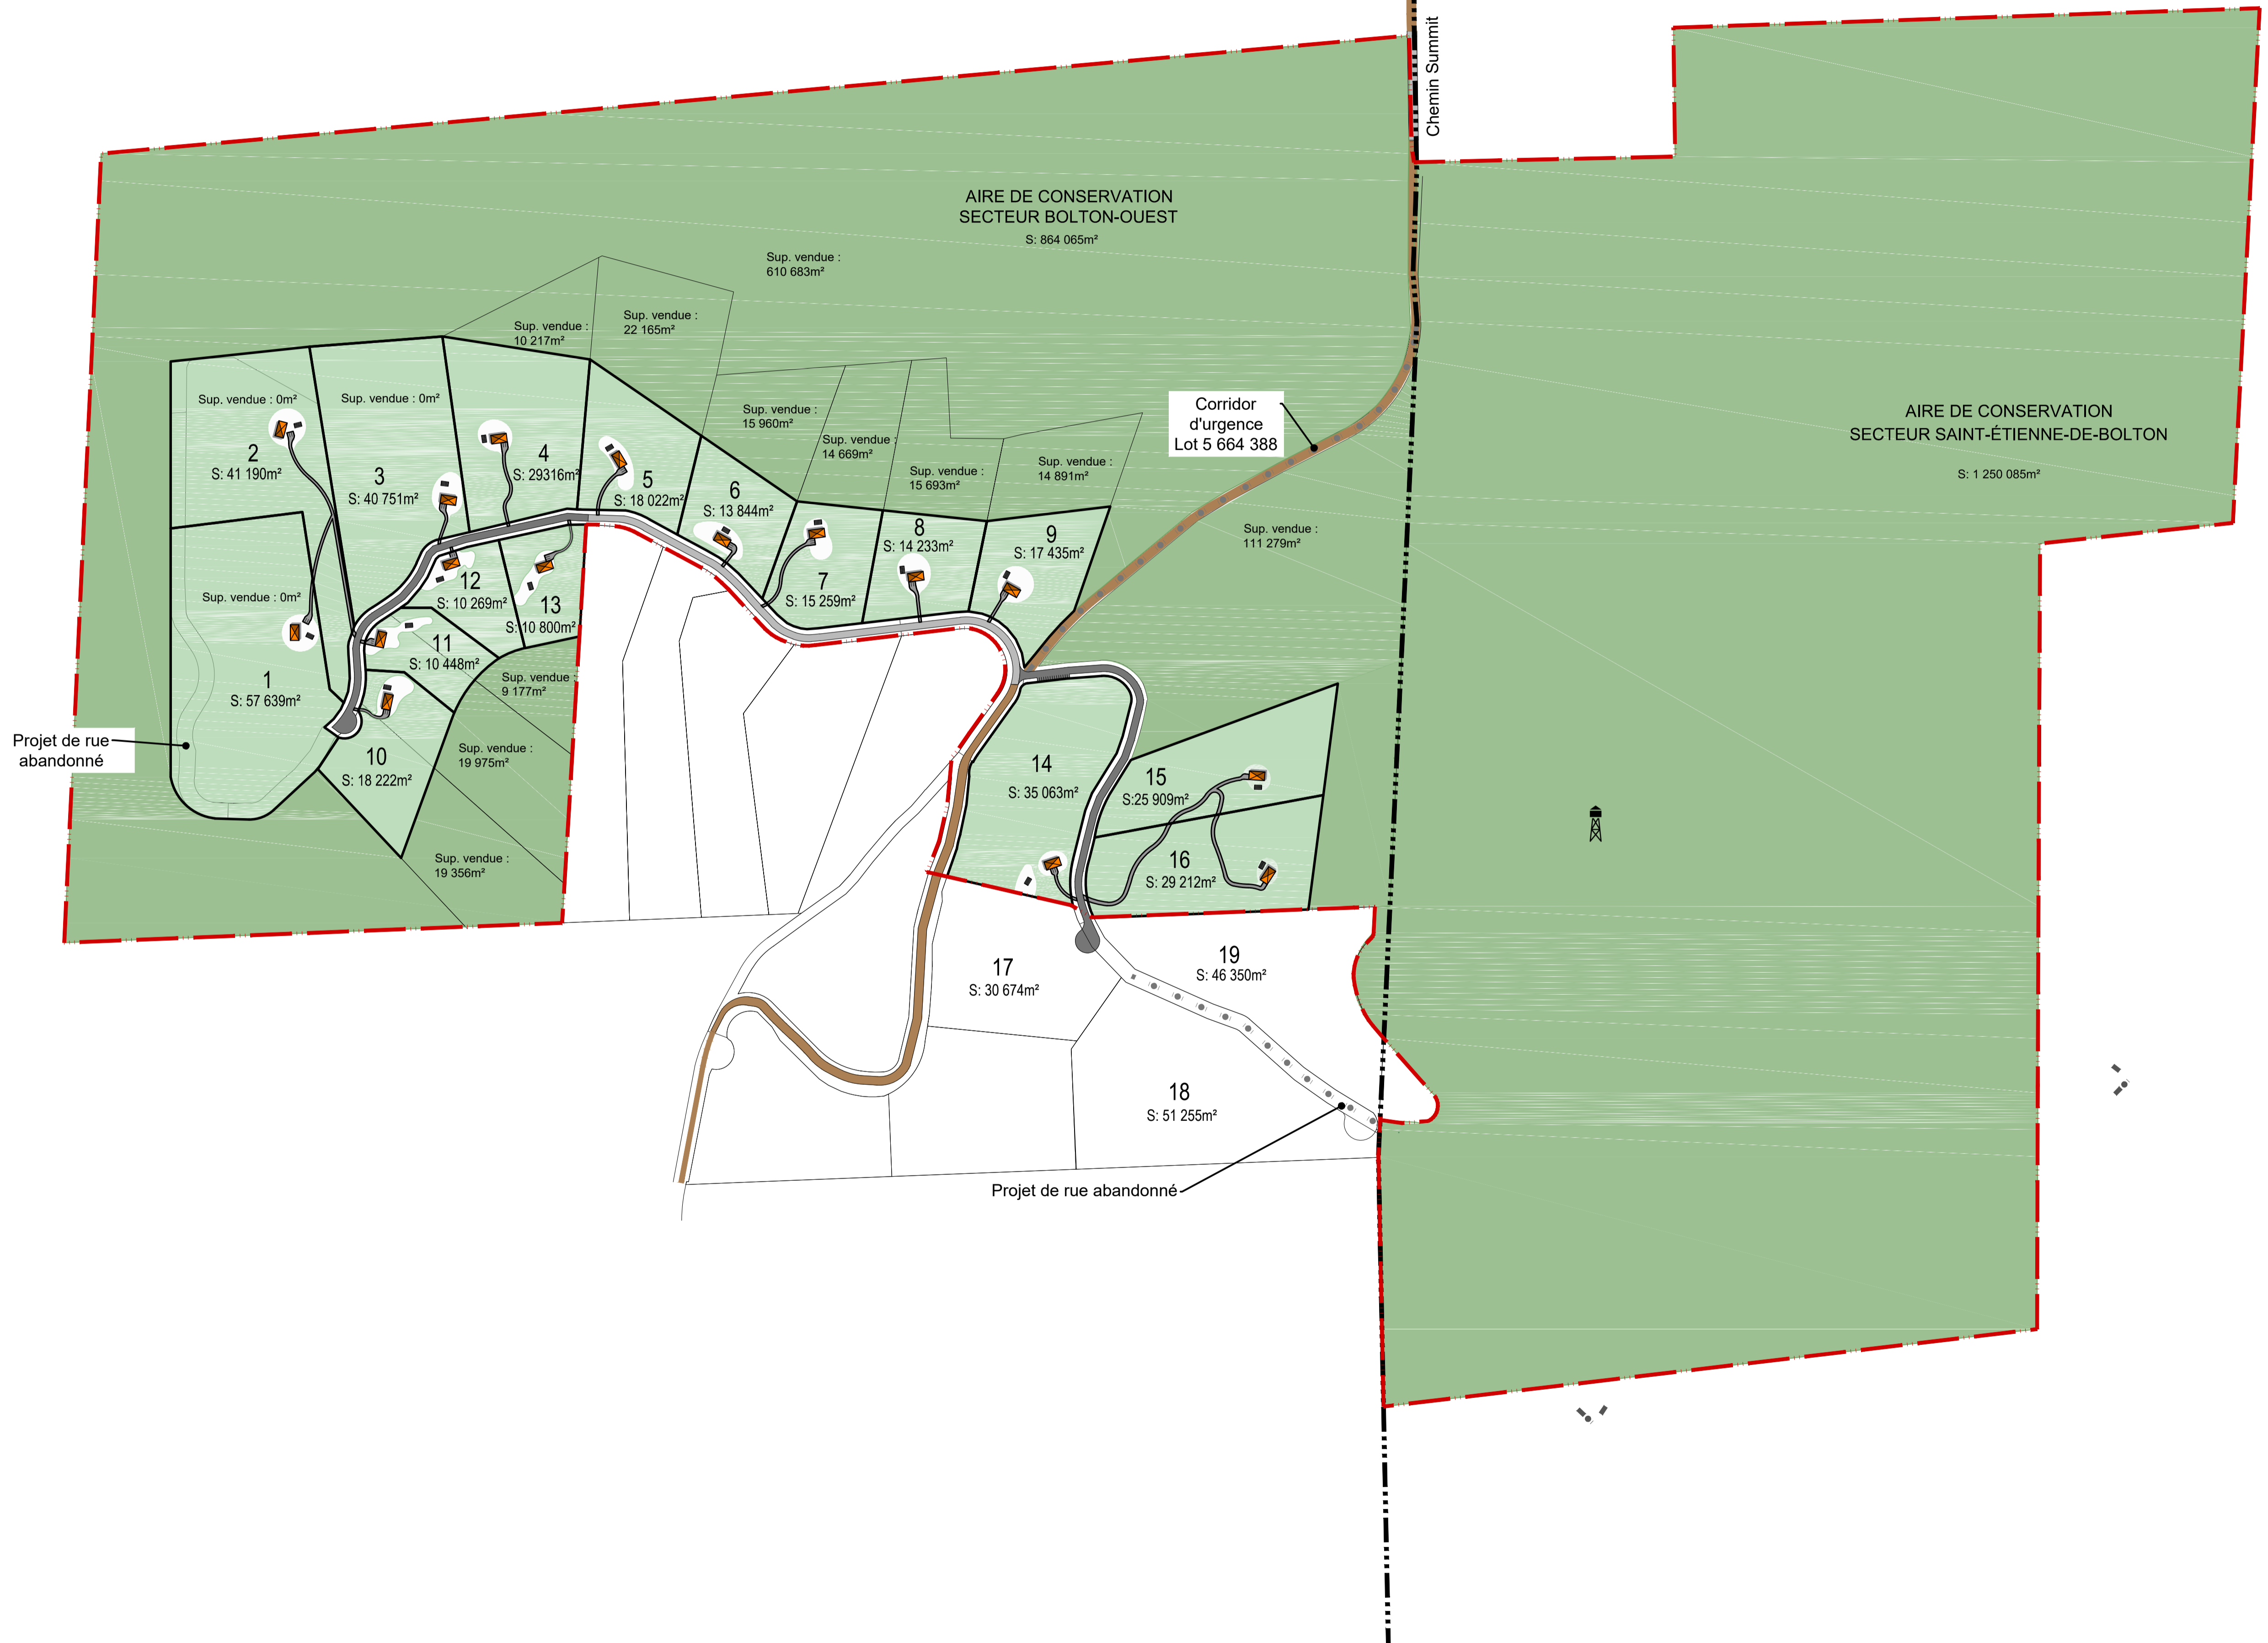 Chemin Summit
AIRE DE CONSERVATION
SECTEUR BOLTON-OUEST
S: 864 065m²
Sup. vendue :
610 683m²
Sup. vendue :
10 217m²
Sup. vendue :
22 165m²
Sup. vendue : 0m²
2
S: 41 190m²
Sup. vendue : 0m²
3
S: 40 751m²
4
S: 29316m²
5
S: 18 022m²
6
S: 13 844m²
Sup. vendue :
15 960m²
Sup. vendue :
14 669m²
Sup. vendue :
15 693m²
Sup. vendue :
14 891m²
Corridor
d'urgence
Lot 5 664 388
AIRE DE CONSERVATION
SECTEUR SAINT-ÉTIENNE-DE-BOLTON
S: 1 250 085m²
7
S: 15 259m²
8
S: 14 233m²
9
S: 17 435m²
Sup. vendue :
111 279m²
Sup. vendue : 0m²
1
S: 57 639m²
12
S: 10 269m²
13
S: 10 800m²
11
S: 10 448m²
Sup. vendue :
9 177m²
10
S: 18 222m²
Sup. vendue :
19 975m²
Sup. vendue :
19 356m²
Projet de rue
abandonné
14
S: 35 063m²
15
S:25 909m²
16
S: 29 212m²
17
S: 30 674m²
19
S: 46 350m²
18
S: 51 255m²
Projet de rue abandonné